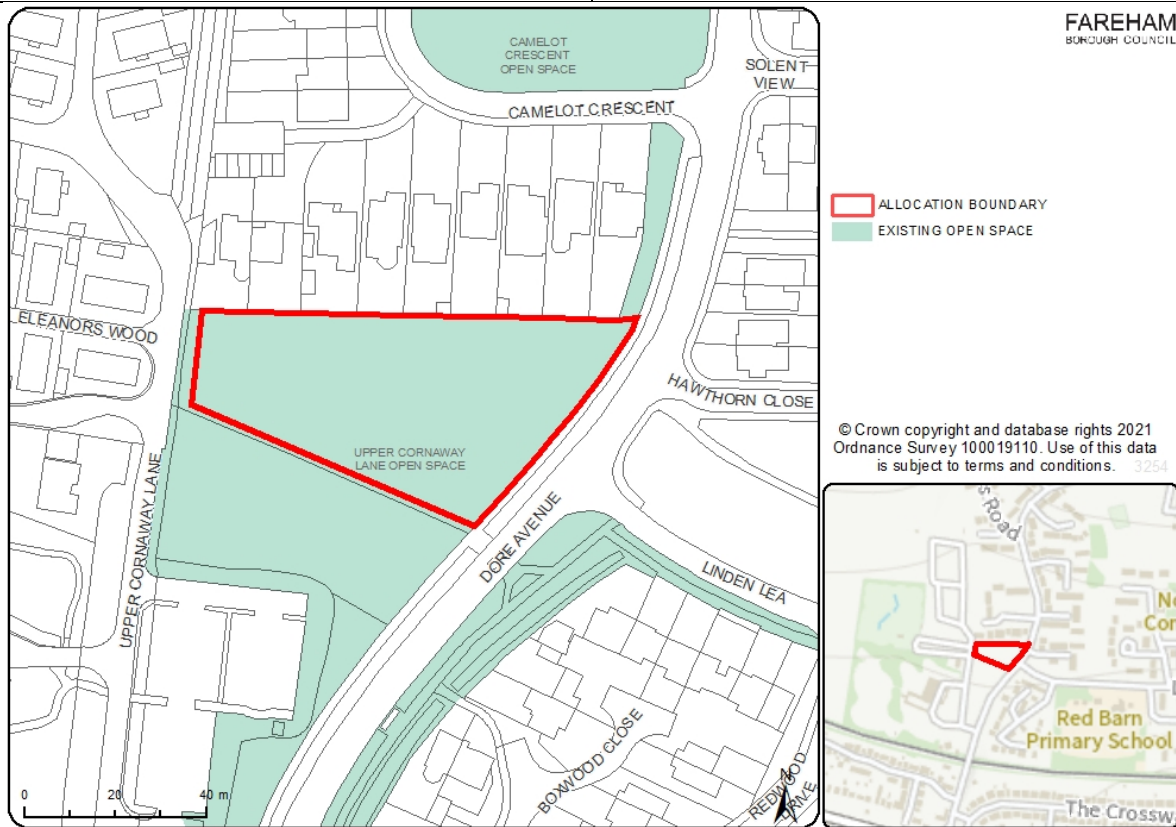 CAMELOT
CRESCENT
OPEN SPACE
SOLENT
VIEW
CAMELOT CRESCENT
ELEANORS WOOD
HAWTHORN CLOSE
UPPER CORNAWAY
LANE OPEN SPACE
UPPER CORNAWAY LANE
DORE AVENUE
LINDEN LEA
BOXWOOD CLOSE
REDWOOD
DRIVE
0 20 40 m
FAREHAM
BOROUGH COUNCIL
ALLOCATION BOUNDARY
EXISTING OPEN SPACE
© Crown copyright and database rights 2021
Ordnance Survey 100019110. Use of this data
is subject to terms and conditions. 3254
s Road
Red Barn
Primary School
The Crossw